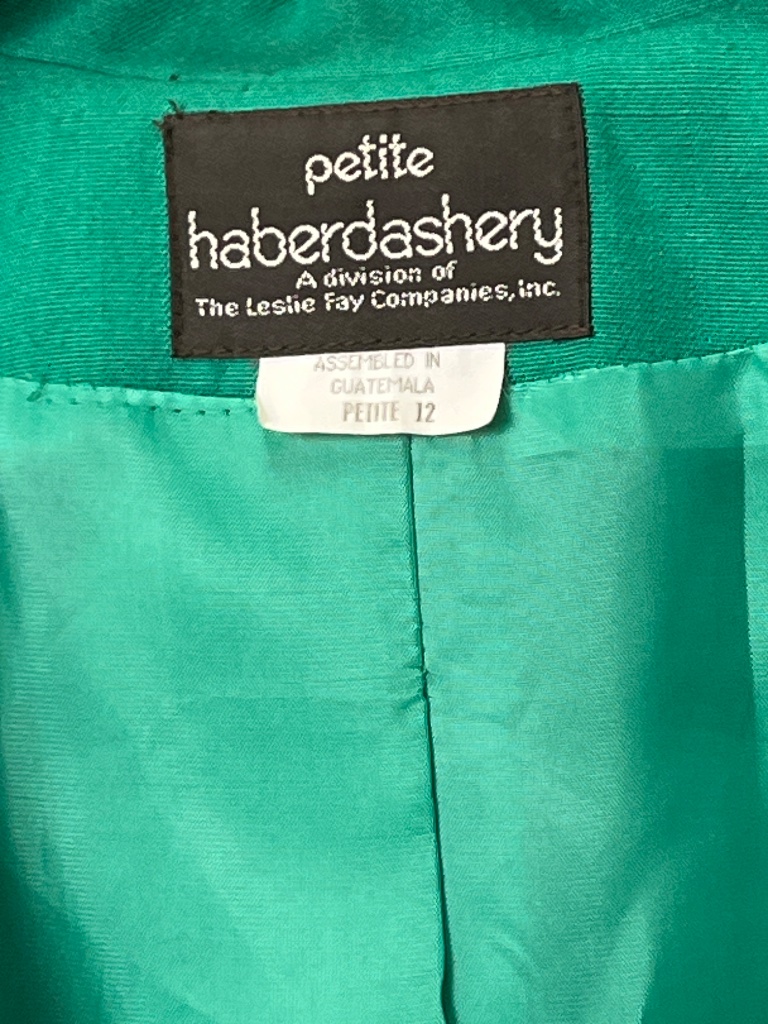 petite
haberdashery
A division of
The Leslie Fay Companies, Inc.
ASSEMBLED IN
GUATEMALA
PETITE 12